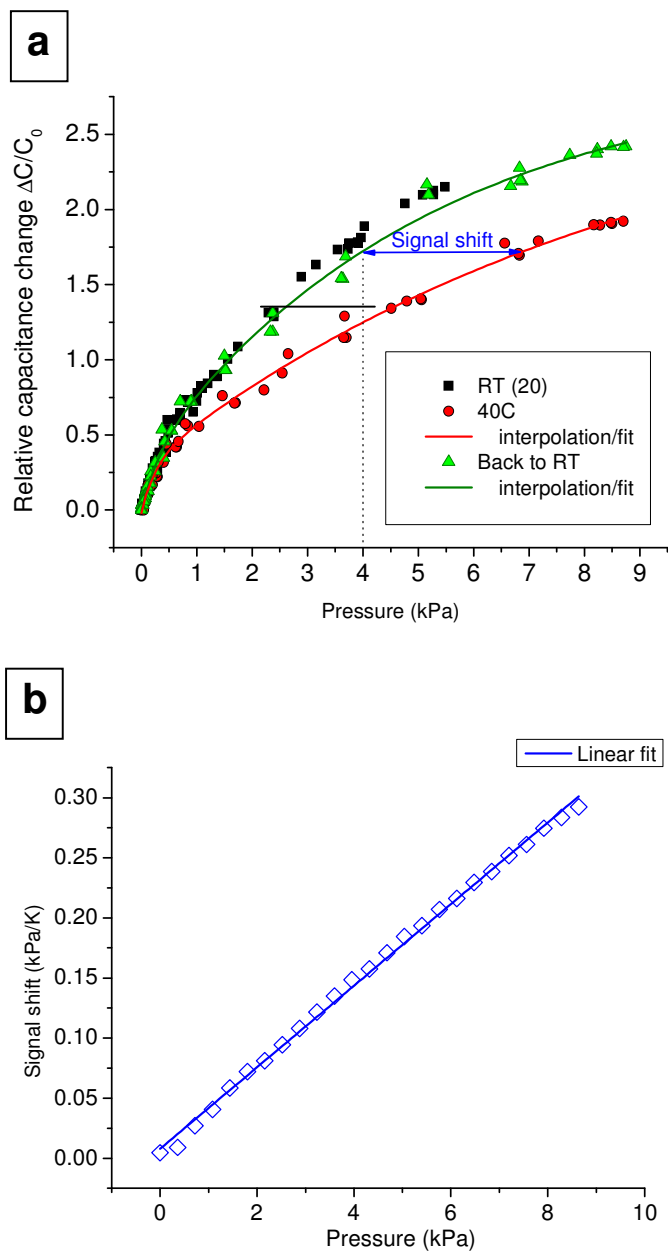 a
Relative capacitance change ΔC/C₀
2.5
2.0
1.5
1.0
0.5
0.0
Signal shift
RT (20)
40C
interpolation/fit
Back to RT
interpolation/fit
0 1 2 3 4 5 6 7 8 9
Pressure (kPa)
b
Linear fit
Signal shift (kPa/K)
0.30
0.25
0.20
0.15
0.10
0.05
0.00
0 2 4 6 8 10
Pressure (kPa)